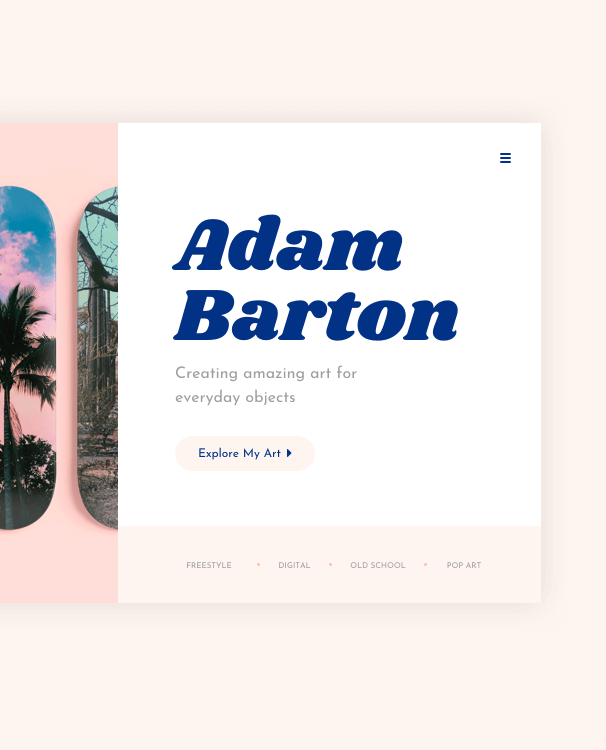 Adam
Barton
Creating amazing art for
everyday objects
Explore My Art
FREESTYLE • DIGITAL • OLD SCHOOL • POP ART